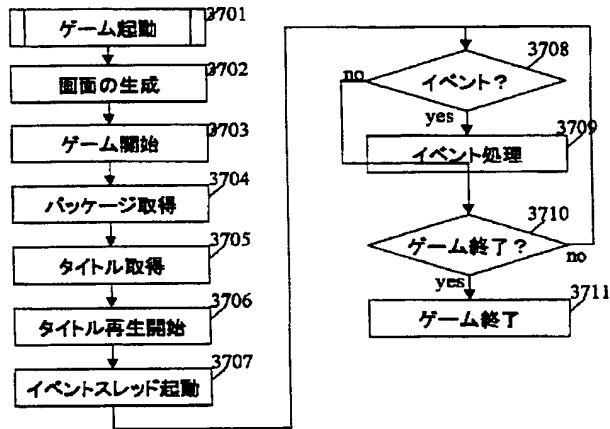 ゲーム起動
3701
画面の生成
3702
ゲーム開始
3703
パッケージ取得
3704
タイトル取得
3705
タイトル再生開始
3706
イベントスレッド起動
3707
イベント?
3708
no
yes
イベント処理
3709
ゲーム終了?
3710
no
yes
ゲーム終了
3711